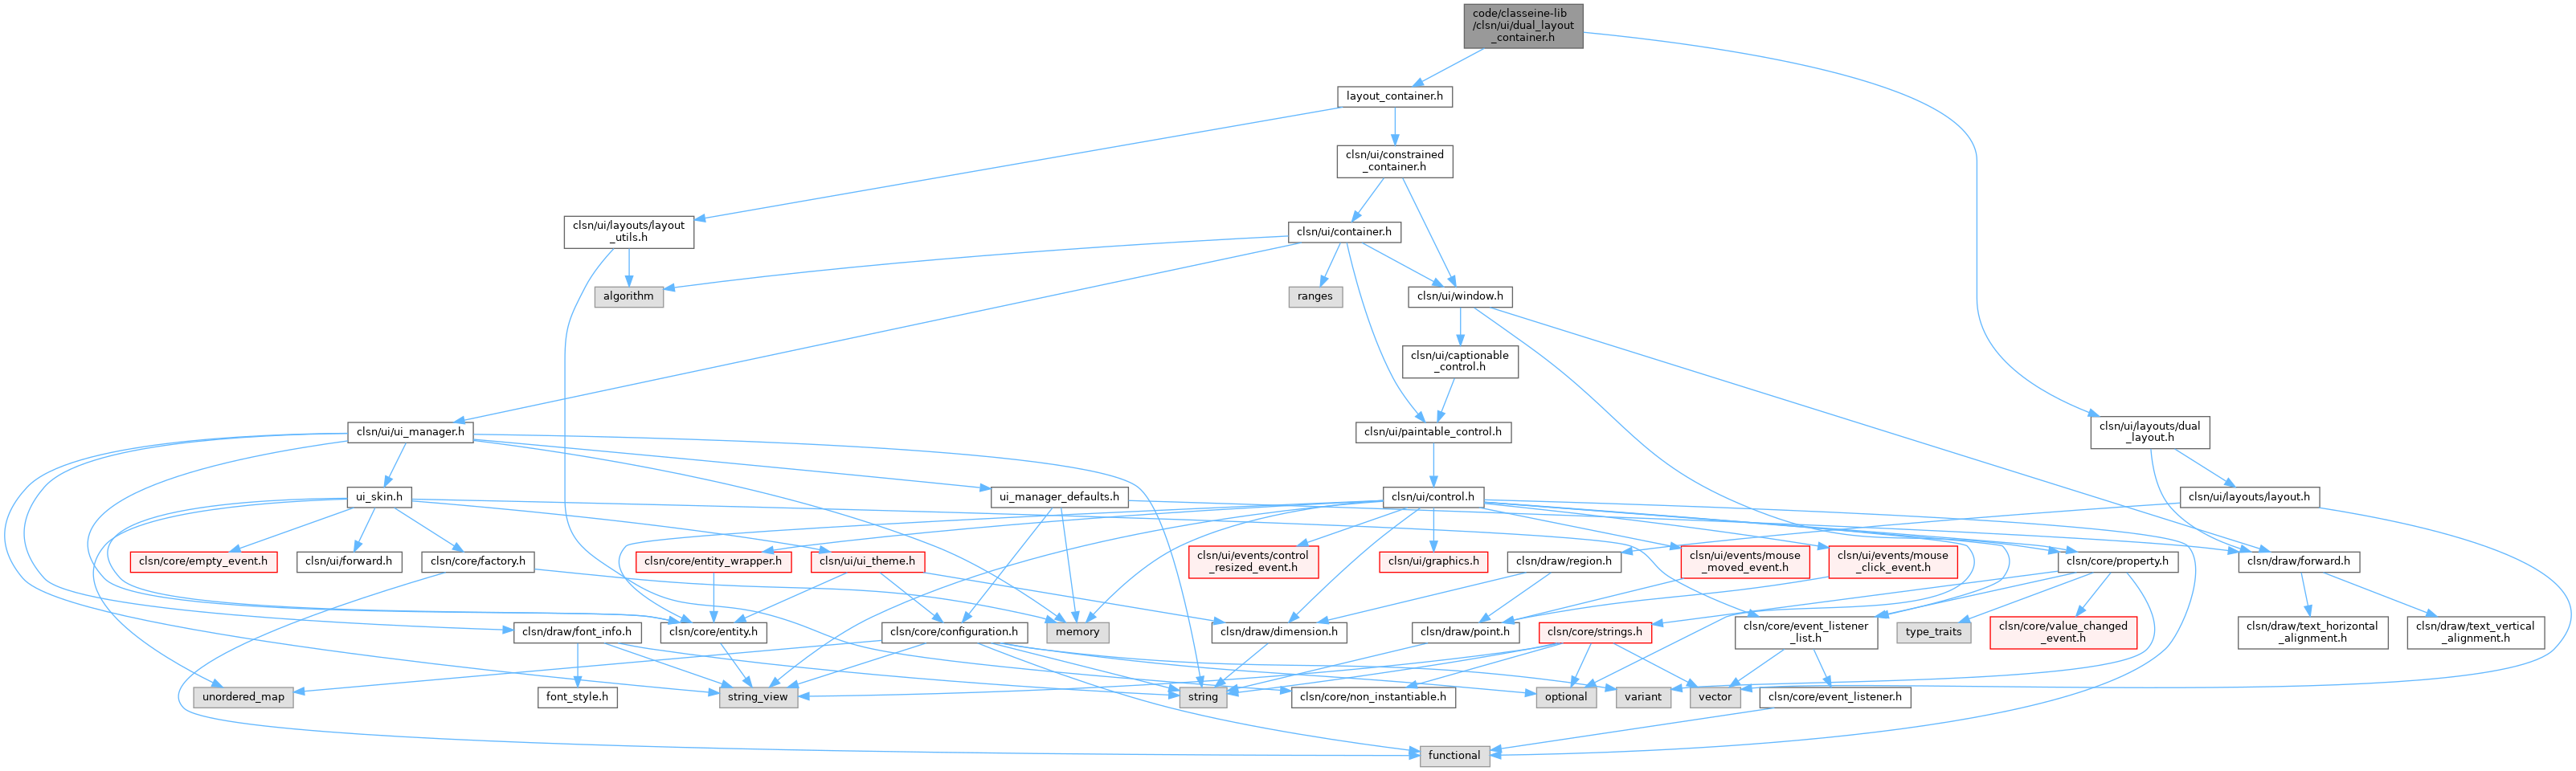 code/classeine-lib
/clsn/ui/dual_layout
_container.h
layout_container.h
clsn/ui/constrained
_container.h
clsn/ui/layouts/layout
_utils.h
clsn/ui/container.h
algorithm
ranges
clsn/ui/window.h
clsn/ui/captionable
_control.h
clsn/ui/ui_manager.h
clsn/ui/paintable_control.h
clsn/ui/layouts/dual
_layout.h
ui_skin.h
ui_manager_defaults.h
clsn/ui/control.h
clsn/ui/layouts/layout.h
clsn/core/empty_event.h
clsn/ui/forward.h
clsn/core/factory.h
clsn/core/entity_wrapper.h
clsn/ui/ui_theme.h
clsn/ui/events/control
_resized_event.h
clsn/ui/graphics.h
clsn/draw/region.h
clsn/ui/events/mouse
_moved_event.h
clsn/ui/events/mouse
_click_event.h
clsn/core/property.h
clsn/draw/forward.h
clsn/draw/font_info.h
clsn/core/entity.h
clsn/core/configuration.h
memory
clsn/draw/dimension.h
clsn/draw/point.h
clsn/core/strings.h
clsn/core/event_listener
_list.h
type_traits
clsn/core/value_changed
_event.h
clsn/draw/text_horizontal
_alignment.h
clsn/draw/text_vertical
_alignment.h
unordered_map
font_style.h
string_view
string
clsn/core/non_instantiable.h
optional
variant
vector
clsn/core/event_listener.h
functional